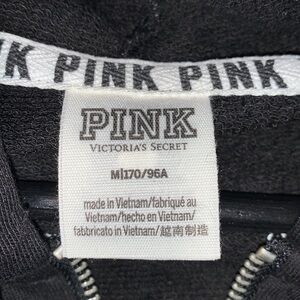 K PINK PINK
PINK
VICTORIA'S SECRET
M|170/96A
made in Vietnam/fabriqué au
Vietnam/hecho en Vietnam/
fabbricato in Vietnam/越南制造